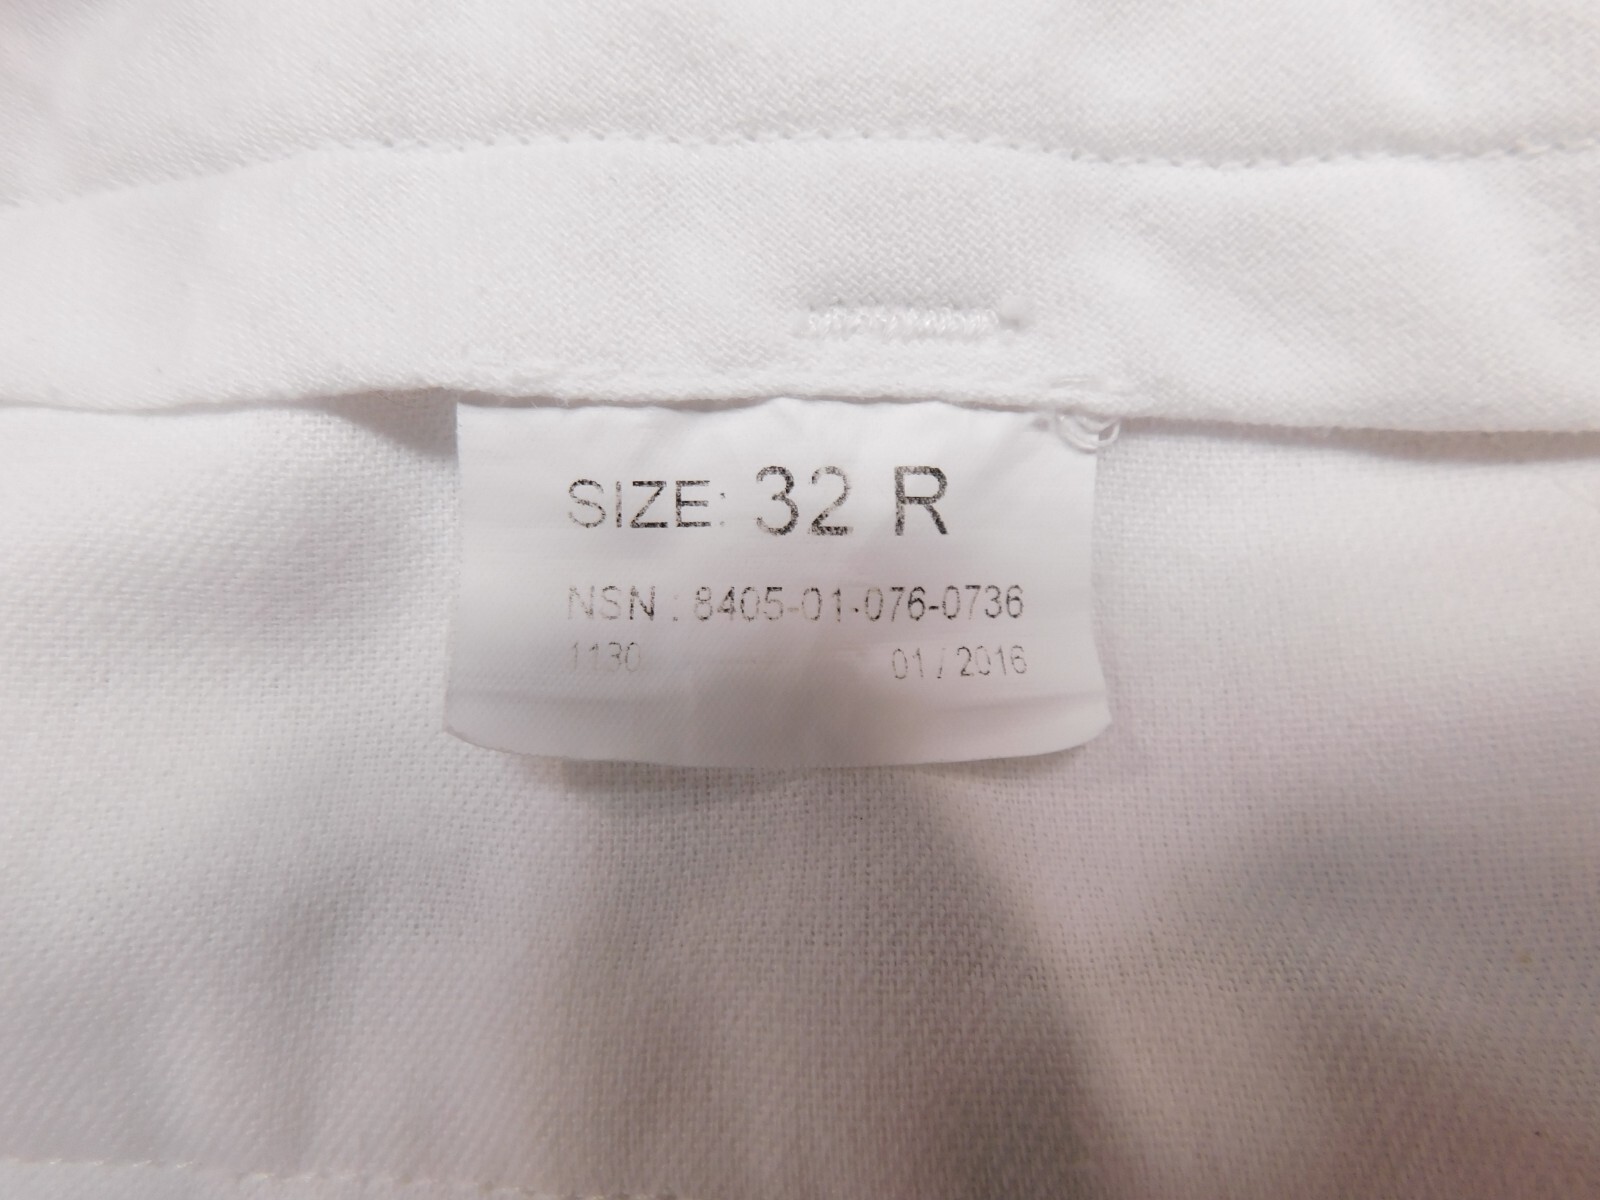 SIZE: 32 R
NSN : 8405-01-076-0736
1130 01/2016